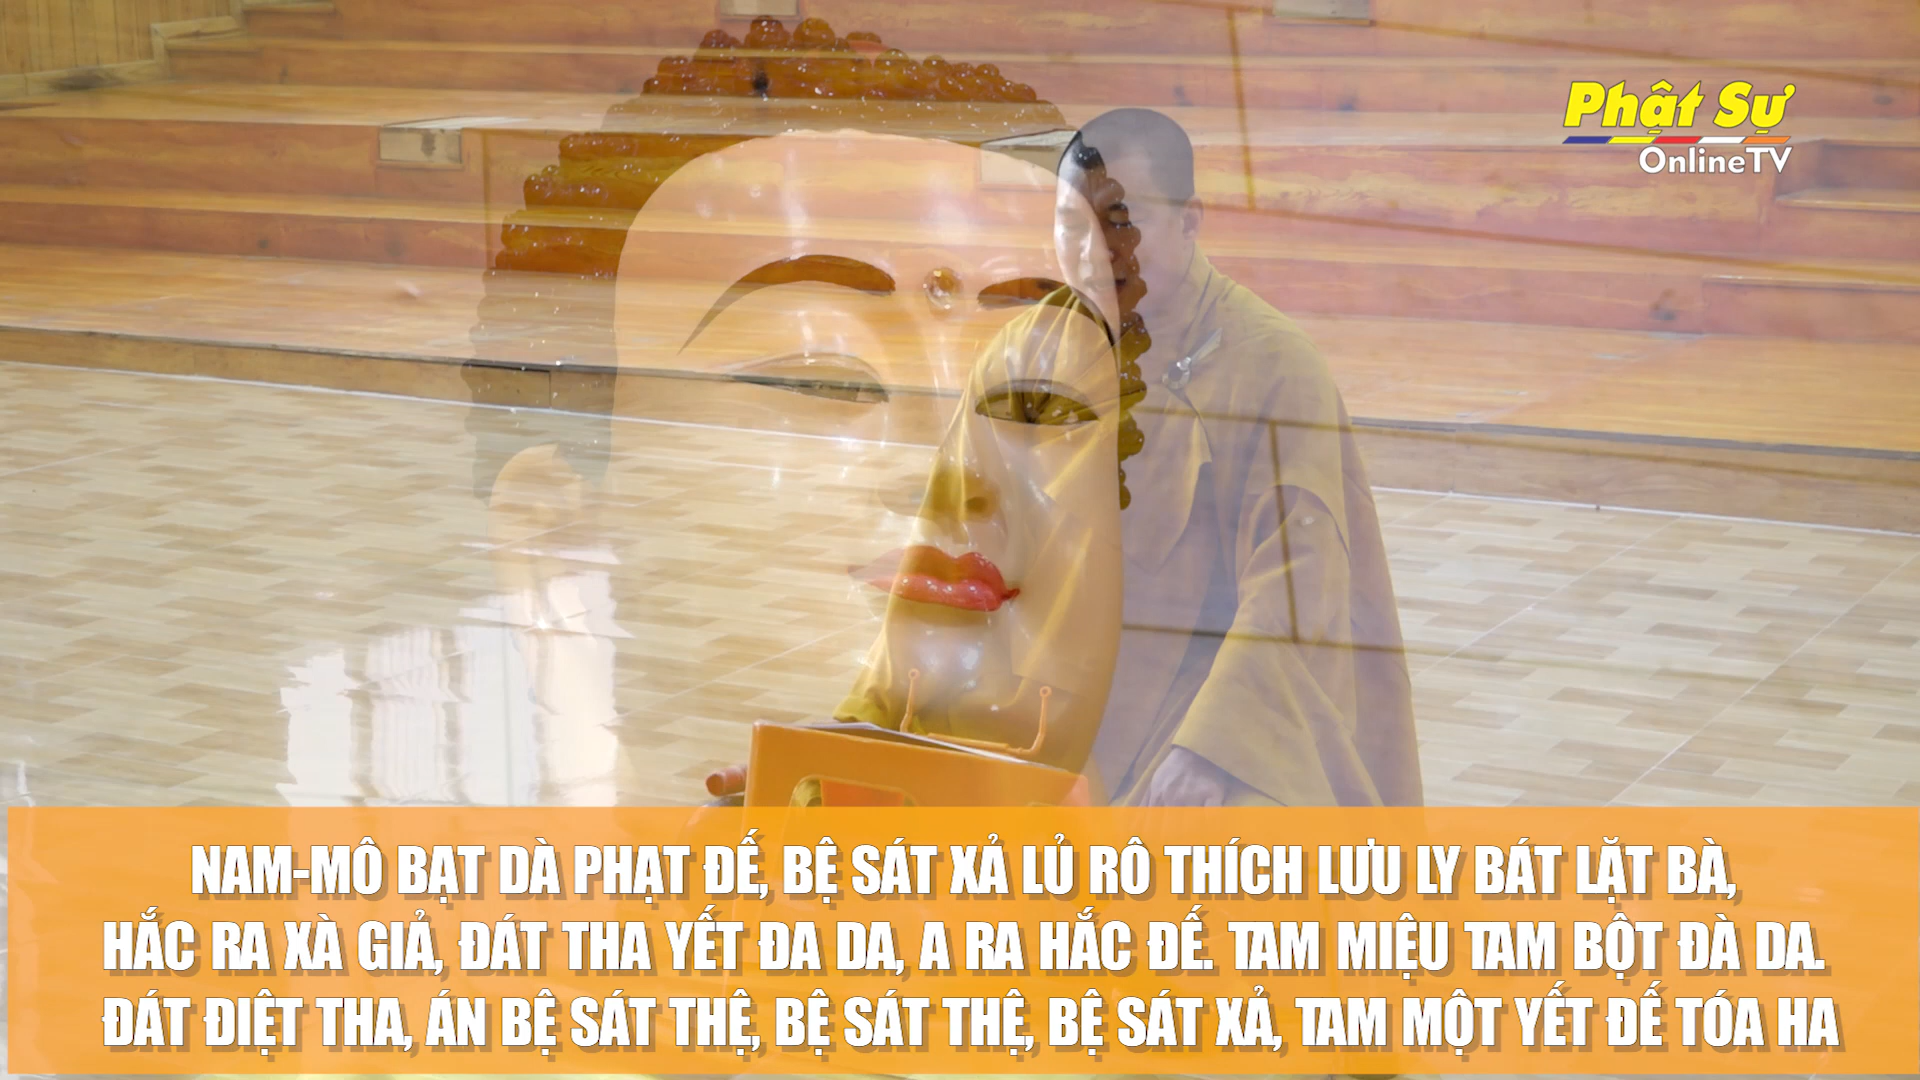 Phật Sự
OnlineTV
NAM-MÔ BẠT DÀ PHẠT ĐẾ, BỆ SÁT XẢ LỦ RÔ THÍCH LƯU LY BÁT LẶT BÀ,
HẮC RA XÀ GIẢ, ĐÁT THA YẾT ĐA DA, A RA HẮC ĐẾ. TAM MIỆU TAM BỘT ĐÀ DA.
ĐÁT ĐIỆT THA, ÁN BỆ SÁT THỆ, BỆ SÁT THỆ, BỆ SÁT XẢ, TAM MỘT YẾT ĐẾ TÓA HA